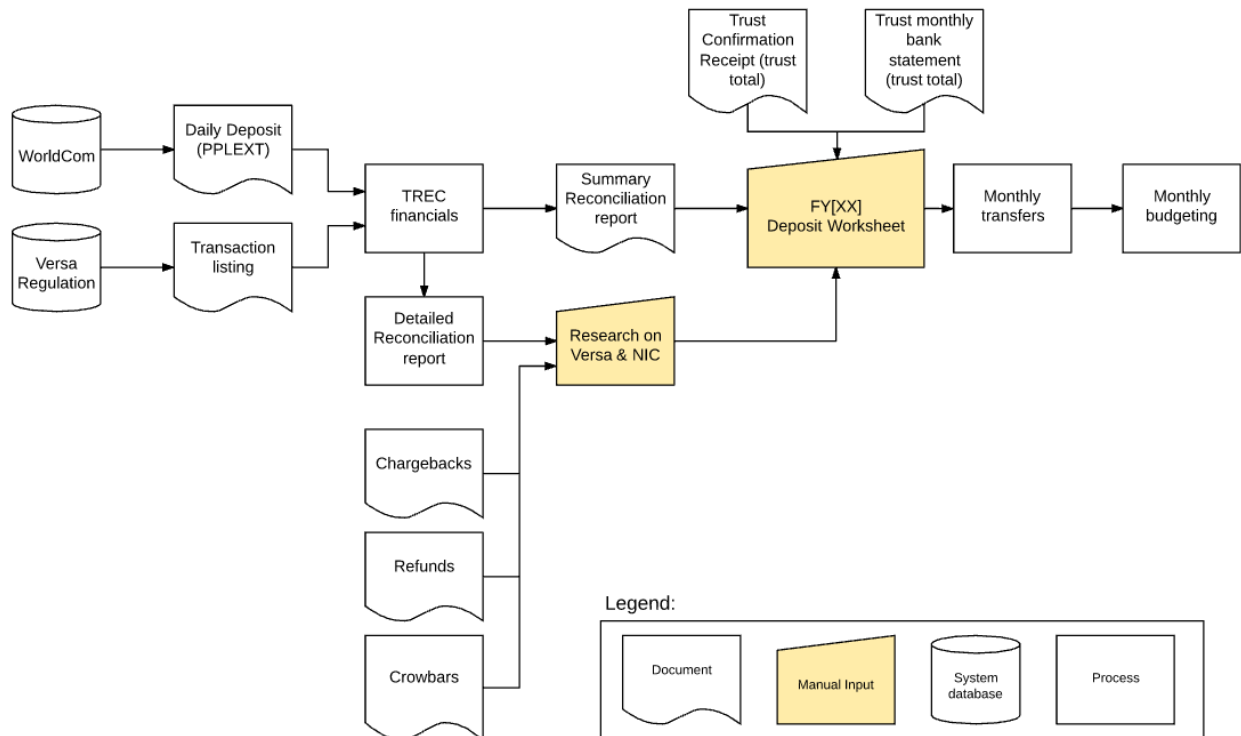 Trust
Confirmation
Receipt (trust
total)
Trust monthly
bank
statement
(trust total)
WorldCom
Daily Deposit
(PPLEXT)
TREC
financials
Summary
Reconciliation
report
FY[XX]
Deposit Worksheet
Monthly
transfers
Monthly
budgeting
Versa
Regulation
Transaction
listing
Detailed
Reconciliation
report
Research on
Versa & NIC
Chargebacks
Refunds
Crowbars
Legend:
Document
Manual Input
System
database
Process